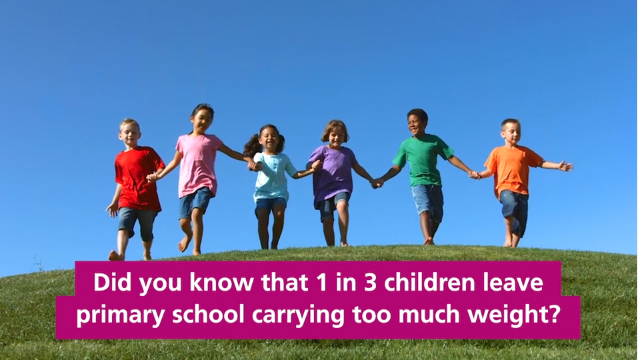 Did you know that 1 in 3 children leave
primary school carrying too much weight?